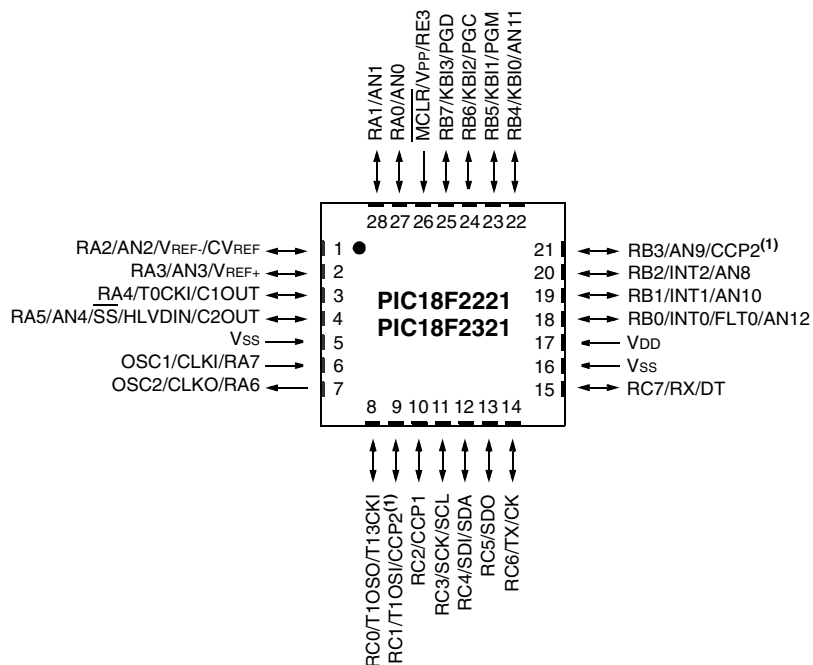 RA1/AN1
RA0/AN0
MCLR/VPP/RE3
RB7/KBI3/PGD
RB6/KBI2/PGC
RB5/KBI1/PGM
RB4/KBI0/AN11
28 27 26 25 24 23 22
RA2/AN2/VREF-/CVREF 1
RA3/AN3/VREF+ 2
RA4/T0CKI/C1OUT 3
RA5/AN4/SS/HLVDIN/C2OUT 4
VSS 5
OSC1/CLKI/RA7 6
OSC2/CLKO/RA6 7
PIC18F2221
PIC18F2321
21 RB3/AN9/CCP2(1)
20 RB2/INT2/AN8
19 RB1/INT1/AN10
18 RB0/INT0/FLT0/AN12
17 VDD
16 VSS
15 RC7/RX/DT
8 9 10 11 12 13 14
RC0/T1OSO/T13CKI
RC1/T1OSI/CCP2(1)
RC2/CCP1
RC3/SCK/SCL
RC4/SDI/SDA
RC5/SDO
RC6/TX/CK